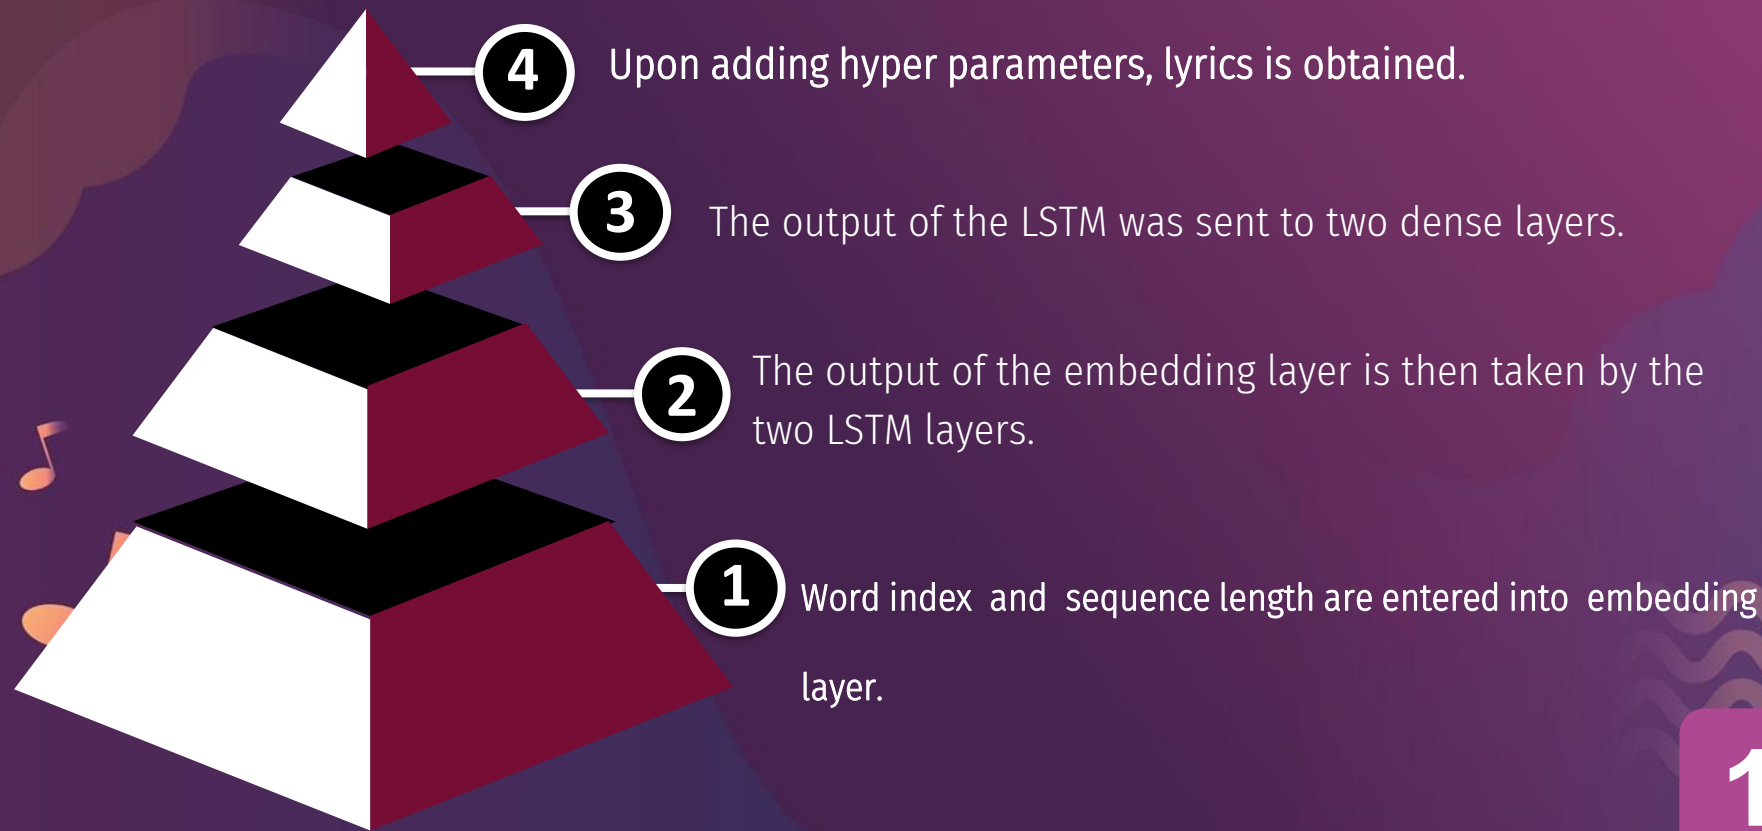 4
Upon adding hyper parameters, lyrics is obtained.
3
The output of the LSTM was sent to two dense layers.
2
The output of the embedding layer is then taken by the
two LSTM layers.
1
Word index and sequence length are entered into embedding
layer.
1